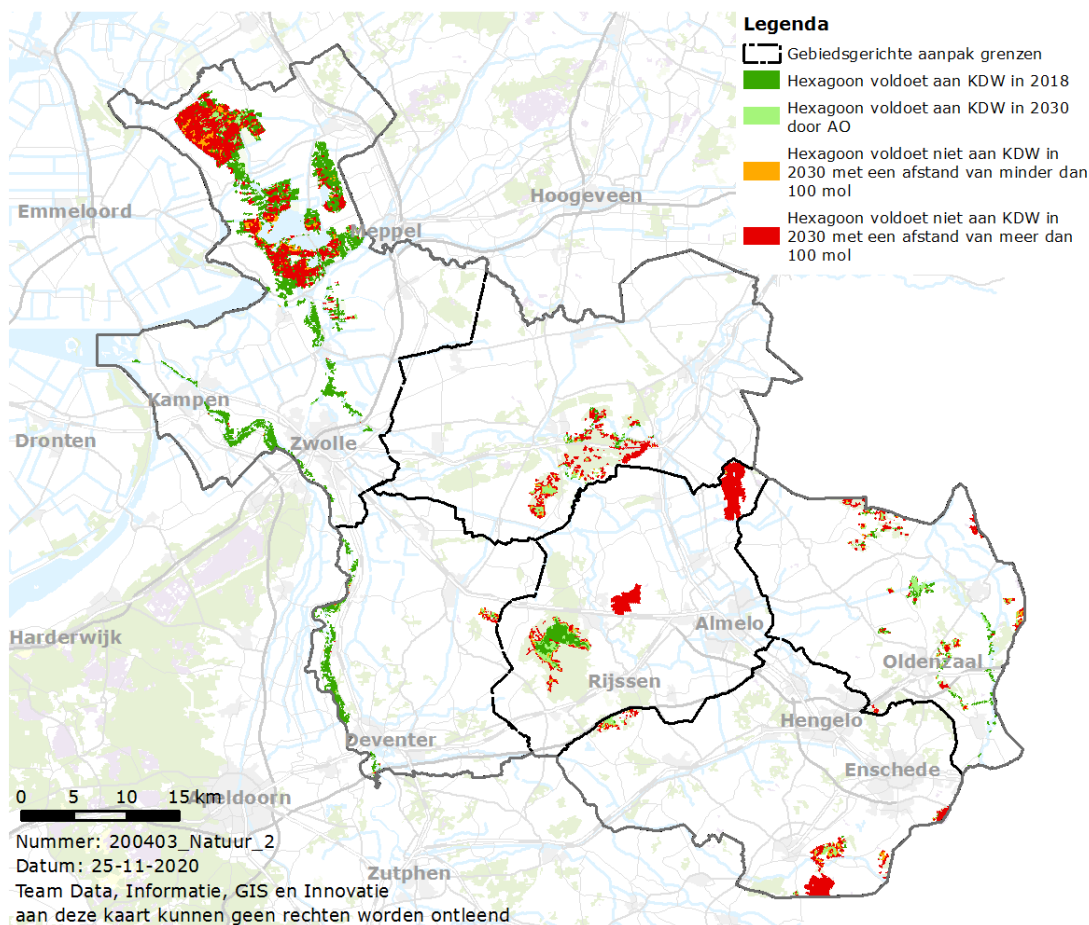 Legenda
Gebiedsgerichte aanpak grenzen
Hexagoon voldoet aan KDW in 2018
Hexagoon voldoet aan KDW in 2030
door AO
Hexagoon voldoet niet aan KDW in
2030 met een afstand van minder dan
100 mol
Hexagoon voldoet niet aan KDW in
2030 met een afstand van meer dan
100 mol
Emmeloord
Hoogeveen
Meppel
Kampen
Dronten
Zwolle
Harderwijk
Almelo
Oldenzaal
Rijssen
Hengelo
Deventer
Enschede
Apeldoorn
Zutphen
0 5 10 15 km
Nummer: 200403_Natuur_2
Datum: 25-11-2020
Team Data, Informatie, GIS en Innovatie
aan deze kaart kunnen geen rechten worden ontleend